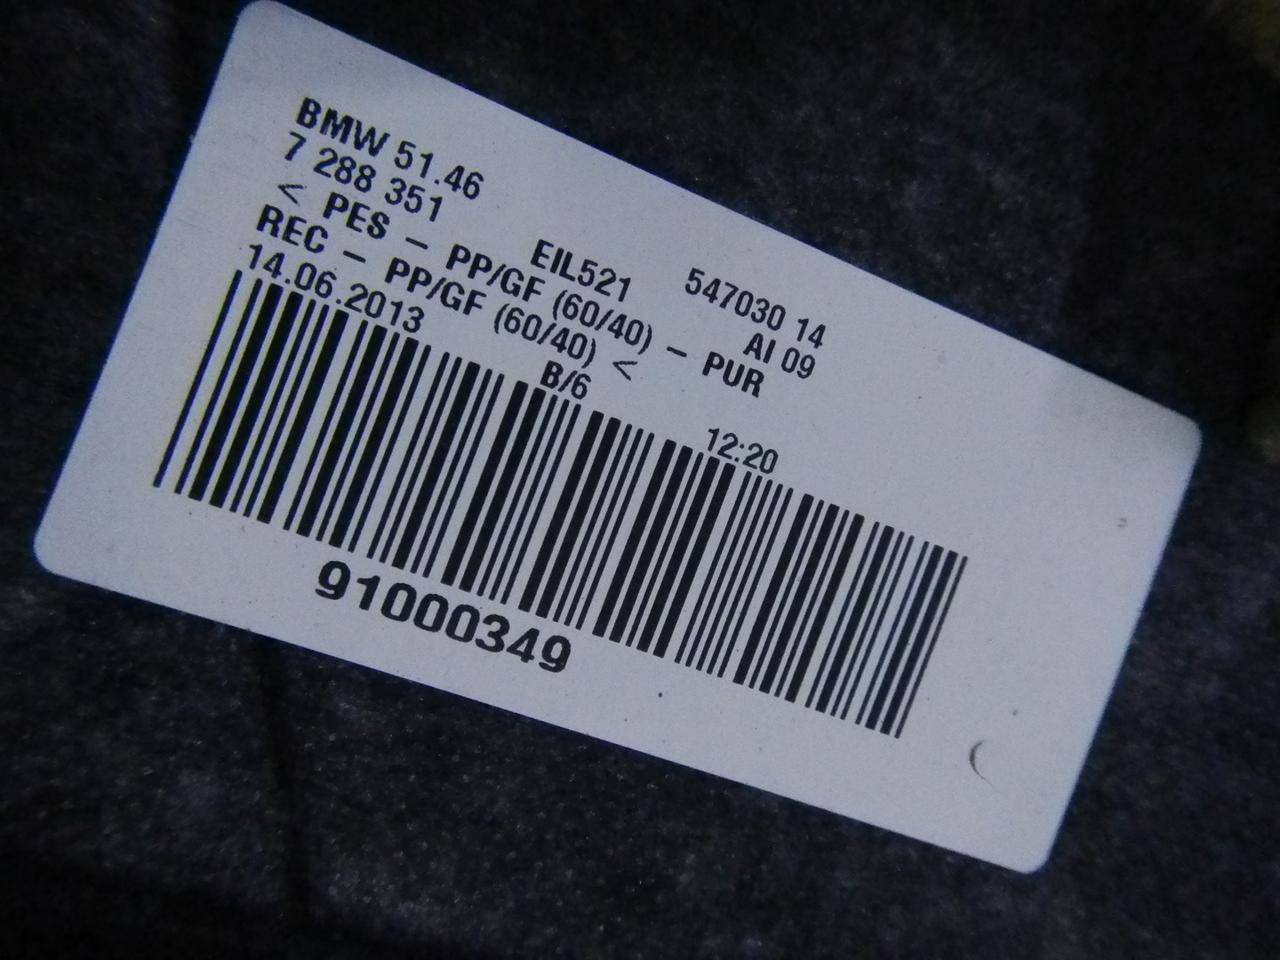 BMW 51.46
7 288 351 EIL521 547030 14
< PES - PP/GF (60/40) - PUR AI 09
REC - PP/GF (60/40) <
14.06.2013 B/6 12:20
91000349